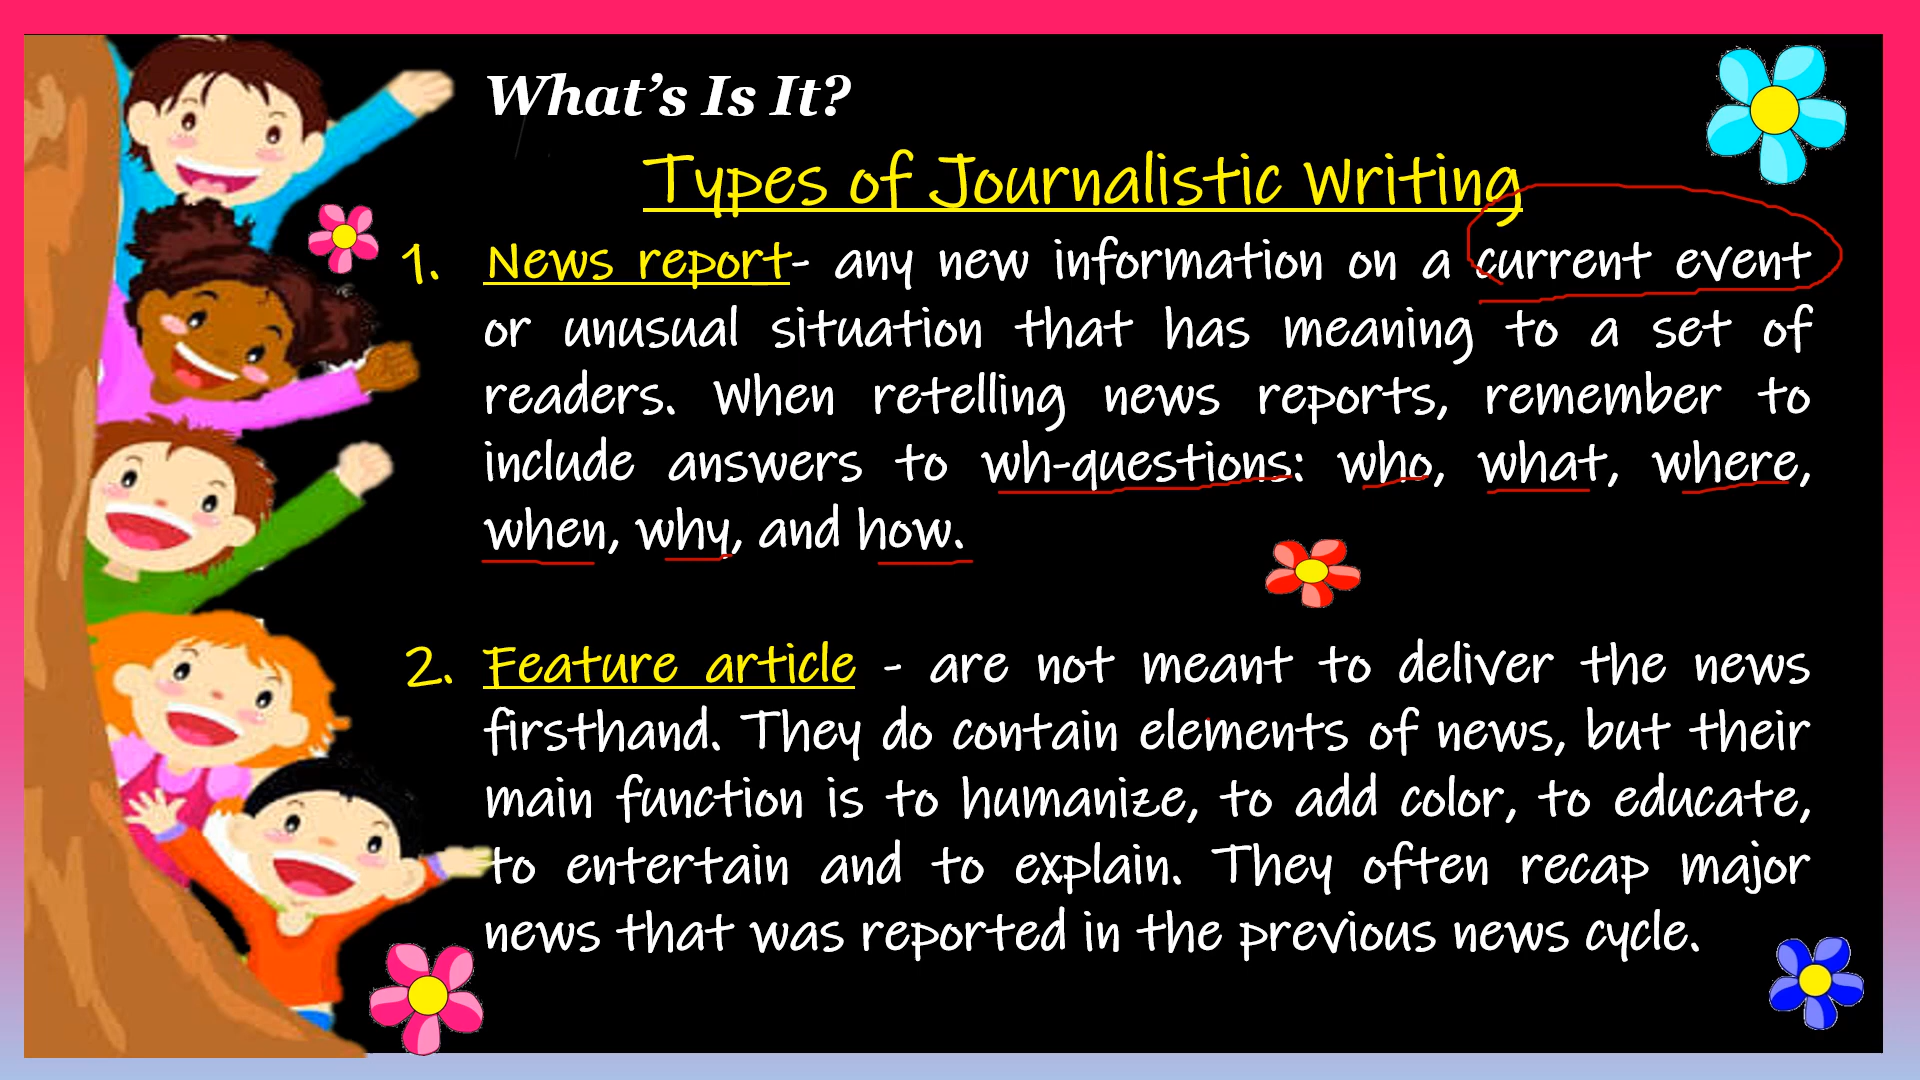 What's Is It?
Types of Journalistic Writing
1. News report- any new information on a current event
or unusual situation that has meaning to a set of
readers. When retelling news reports, remember to
include answers to wh-questions: who, what, where,
when, why, and how.
2. Feature article - are not meant to deliver the news
firsthand. They do contain elements of news, but their
main function is to humanize, to add color, to educate,
to entertain and to explain. They often recap major
news that was reported in the previous news cycle.